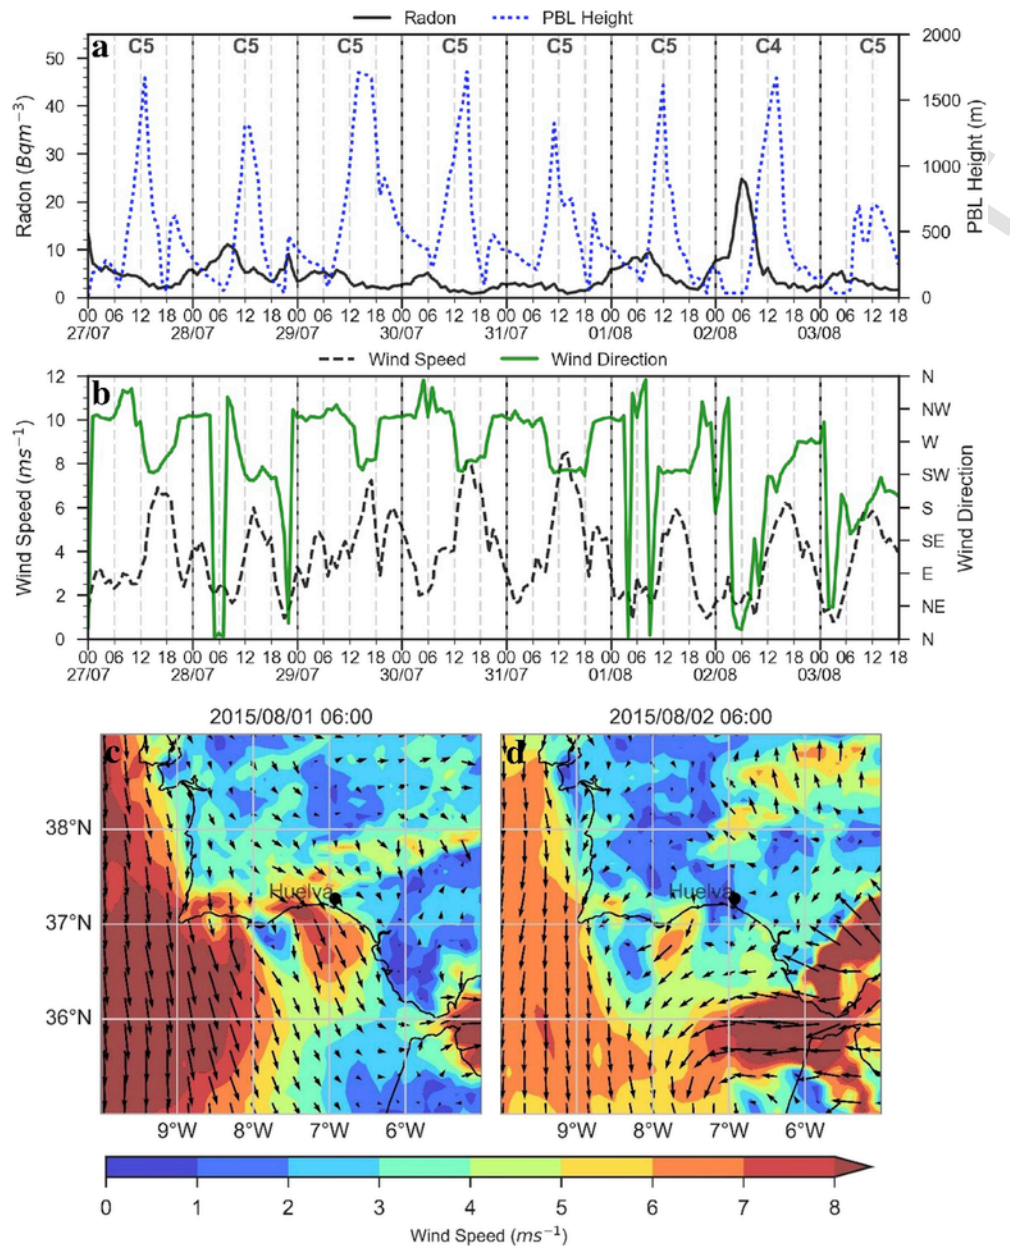 Radon PBL Height
a C5 C5 C5 C5 C5 C5 C4 C5
Radon (Bqm⁻³)
50
40
30
20
10
0
PBL Height (m)
2000
1500
1000
500
0
00 06 12 18 00 06 12 18 00 06 12 18 00 06 12 18 00 06 12 18 00 06 12 18 00 06 12 18 00 06 12 18
27/07 28/07 29/07 30/07 31/07 01/08 02/08 03/08
Wind Speed Wind Direction
b
Wind Speed (ms⁻¹)
12
10
8
6
4
2
0
Wind Direction
N
NW
W
SW
S
SE
E
NE
N
00 06 12 18 00 06 12 18 00 06 12 18 00 06 12 18 00 06 12 18 00 06 12 18 00 06 12 18 00 06 12 18
27/07 28/07 29/07 30/07 31/07 01/08 02/08 03/08
2015/08/01 06:00 2015/08/02 06:00
c d
38°N
Huelva Huelva
37°N
36°N
9°W 8°W 7°W 6°W 9°W 8°W 7°W 6°W
0 1 2 3 4 5 6 7 8
Wind Speed (ms⁻¹)